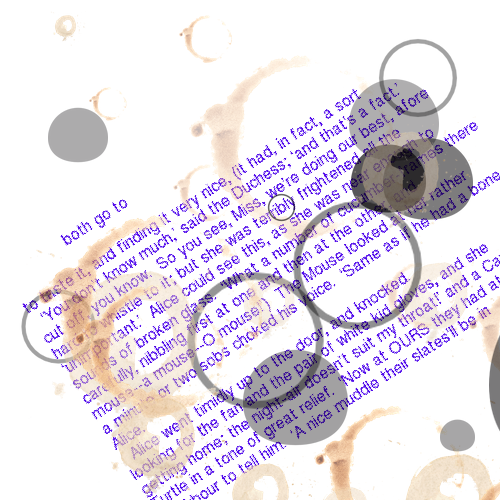 both go to
to taste it, and finding it very nice, (it had, in fact, a sort
'You don't know much,' said the Duchess; 'and that's a fact.'
cut off, you know. So you see, Miss, we're doing our best, afore
had to whistle to it; but she was terribly frightened all the
unimportant.' Alice could see this, as she was near enough to
sounds of broken glass. 'What a number of cucumber-frames there
carefully, nibbling first at one and then at the other, and
mouse--a mouse--O mouse!') The Mouse looked at her rather
a minute or two sobs choked his voice. 'Same as if he had a bone
Alice.
Alice went timidly up to the door, and knocked.
looking for the fan and the pair of white kid gloves, and she
getting home; the night-air doesn't suit my throat!' and a
Turtle in a tone of great relief. 'Now at OURS they had at
hour to tell him. 'A nice muddle their slates'll be in